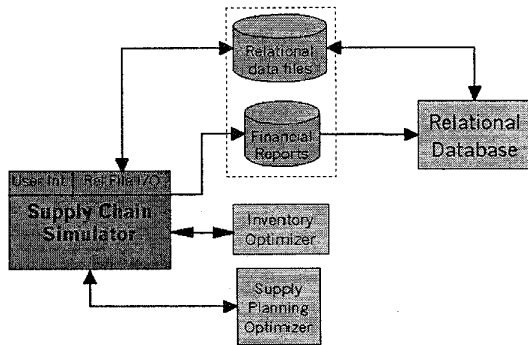 Relational
data files
Financial
Reports
Relational
Database
User Int. Rel.File I/O
Supply Chain
Simulator
Inventory
Optimizer
Supply
Planning
Optimizer